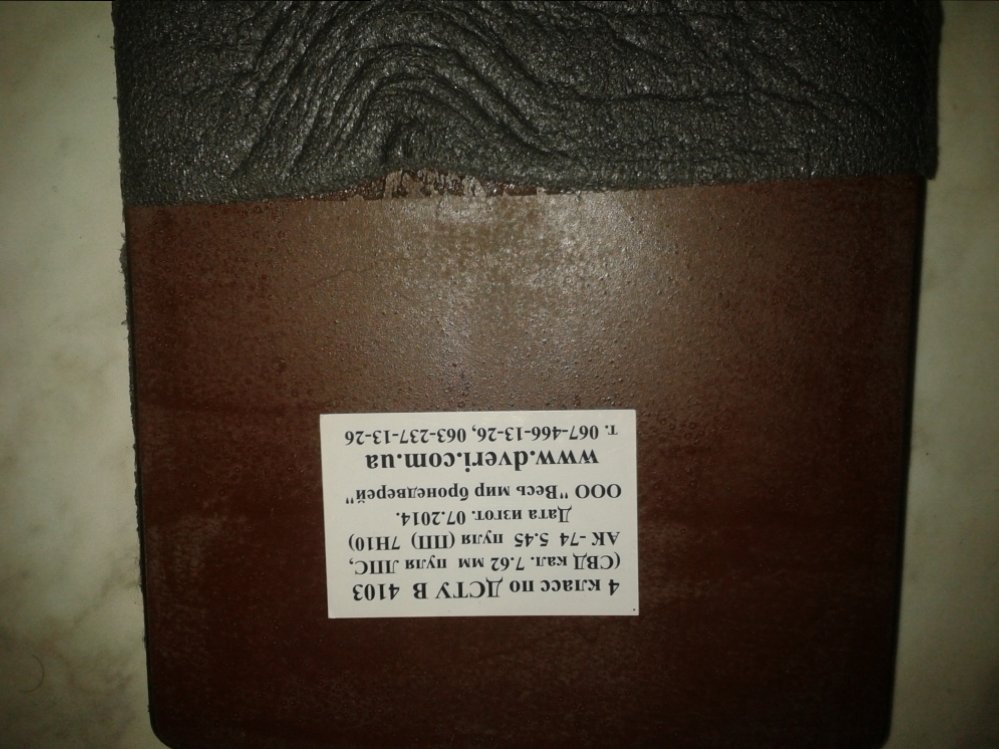 4 класс по ДСТУ В 4103
(СВД кал. 7.62 мм пуля ЛПС,
АК-74 5.45 пуля (ПП) 7Н10)
Дата изгот. 07.2014.
ООО "Весь мир бронедверей"
www.dveri.com.ua
т. 067-466-13-26, 063-237-13-26